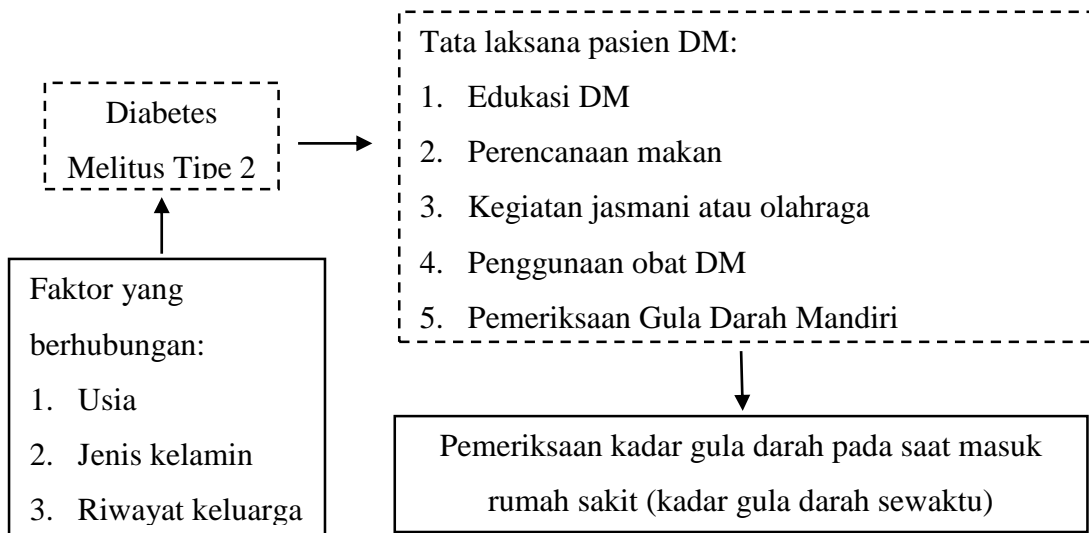 Diabetes
Melitus Tipe 2
Tata laksana pasien DM:
1. Edukasi DM
2. Perencanaan makan
3. Kegiatan jasmani atau olahraga
4. Penggunaan obat DM
5. Pemeriksaan Gula Darah Mandiri
Faktor yang
berhubungan:
1. Usia
2. Jenis kelamin
3. Riwayat keluarga
Pemeriksaan kadar gula darah pada saat masuk
rumah sakit (kadar gula darah sewaktu)